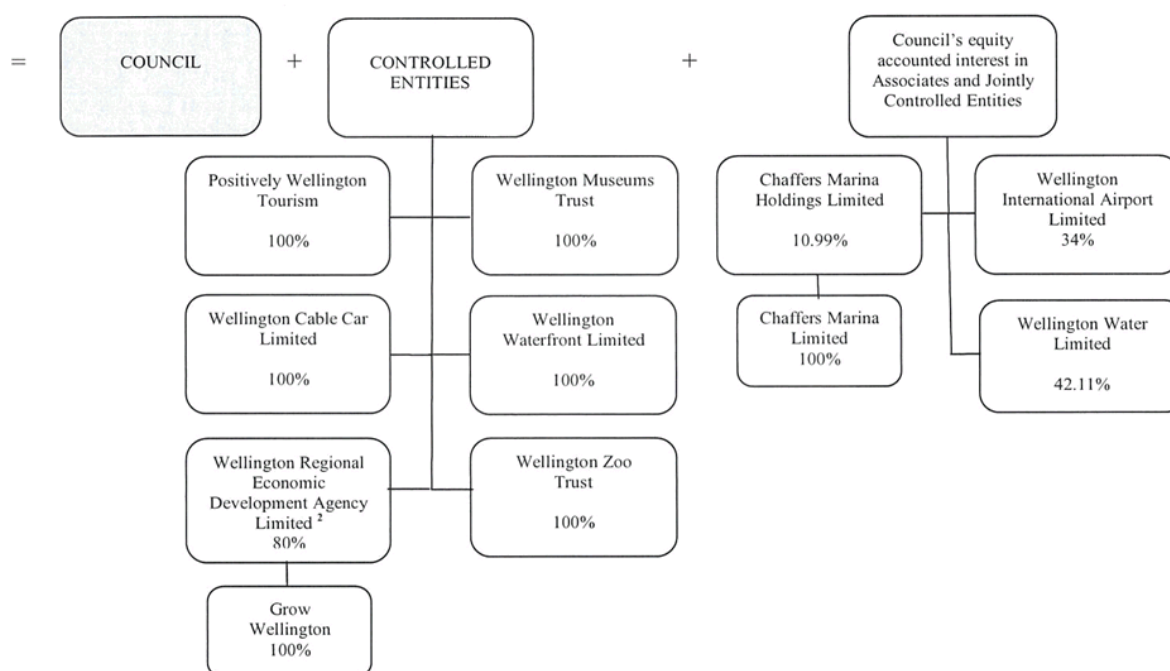 =
COUNCIL
+
CONTROLLED
ENTITIES
+
Council's equity
accounted interest in
Associates and Jointly
Controlled Entities
Positively Wellington
Tourism
100%
Wellington Museums
Trust
100%
Chaffers Marina
Holdings Limited
10.99%
Wellington
International Airport
Limited
34%
Wellington Cable Car
Limited
100%
Wellington
Waterfront Limited
100%
Chaffers Marina
Limited
100%
Wellington Water
Limited
42.11%
Wellington Regional
Economic
Development Agency
Limited ²
80%
Wellington Zoo
Trust
100%
Grow
Wellington
100%